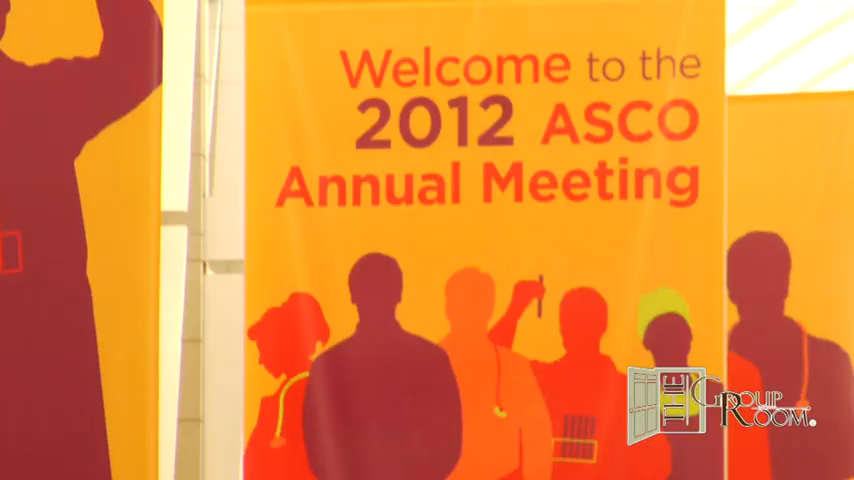 Welcome to the
2012 ASCO
Annual Meeting
THE
GROUP
ROOM.